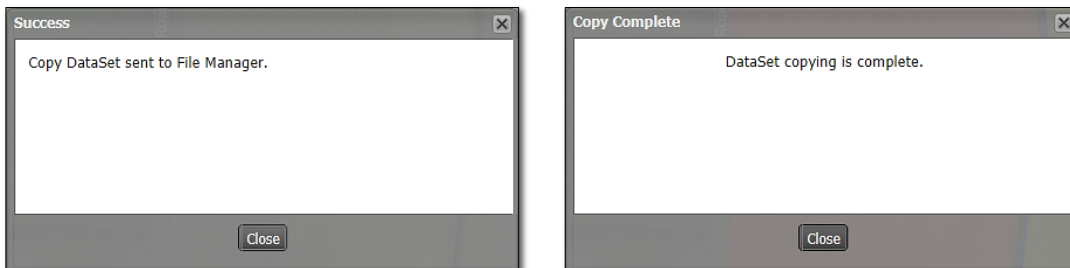 Success
Copy DataSet sent to File Manager.
Close
Copy Complete
DataSet copying is complete.
Close